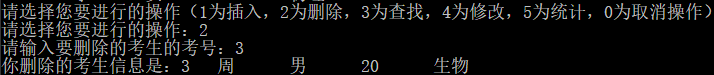 请选择您要进行的操作（1为插入，2为删除，3为查找，4为修改，5为统计，0为取消操作）
请选择您要进行的操作：2
请输入要删除的考生的考号：3
你删除的考生信息是：3 周 男 20 生物